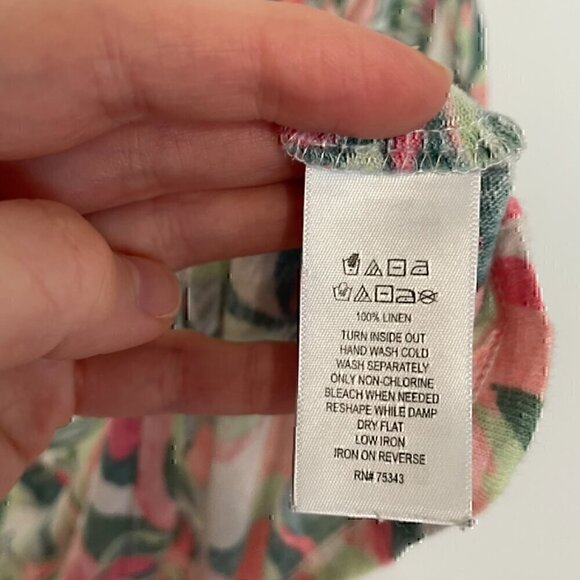 100% LINEN
TURN INSIDE OUT
HAND WASH COLD
WASH SEPARATELY
ONLY NON-CHLORINE
BLEACH WHEN NEEDED
RESHAPE WHILE DAMP
DRY FLAT
LOW IRON
IRON ON REVERSE
RN# 75343